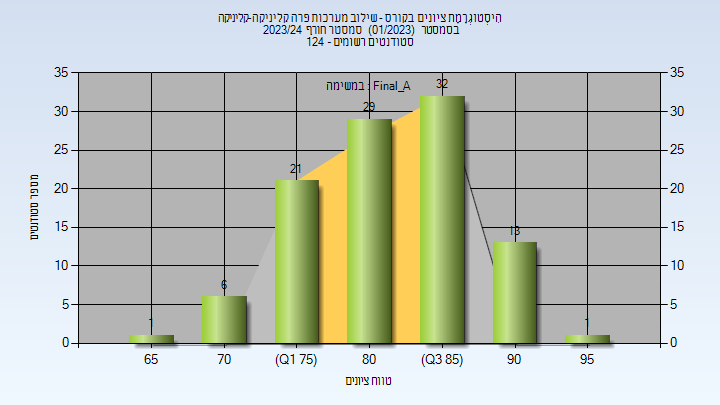 היסטוגרמת ציונים בקורס - שילוב מערכות פרה קליניקה-קליניקה
בסמסטר (01/2023) סמסטר חורף 2023/24
סטודנטים רשומים - 124
במשימה : Final_A
35 35
30 30
25 25
20 20
15 15
10 10
5 5
0 0
1 6 21 29 32 13 1
65 70 (Q1 75) 80 (Q3 85) 90 95
מספר סטודנטים
טווח ציונים